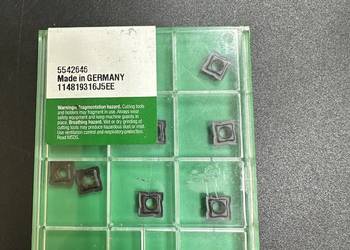 5542646
Made in GERMANY
114819316J5EE
Warning: fragmentation hazard. Cutting tools
and holders may fragment in use. Always wear
safety equipment and keep machine guards in
place.
Breathing hazard. Wet or dry grinding of
cutting tools may produce hazardous dust or mist.
Use ventilation control and respiratory protection.
Read MSDS.